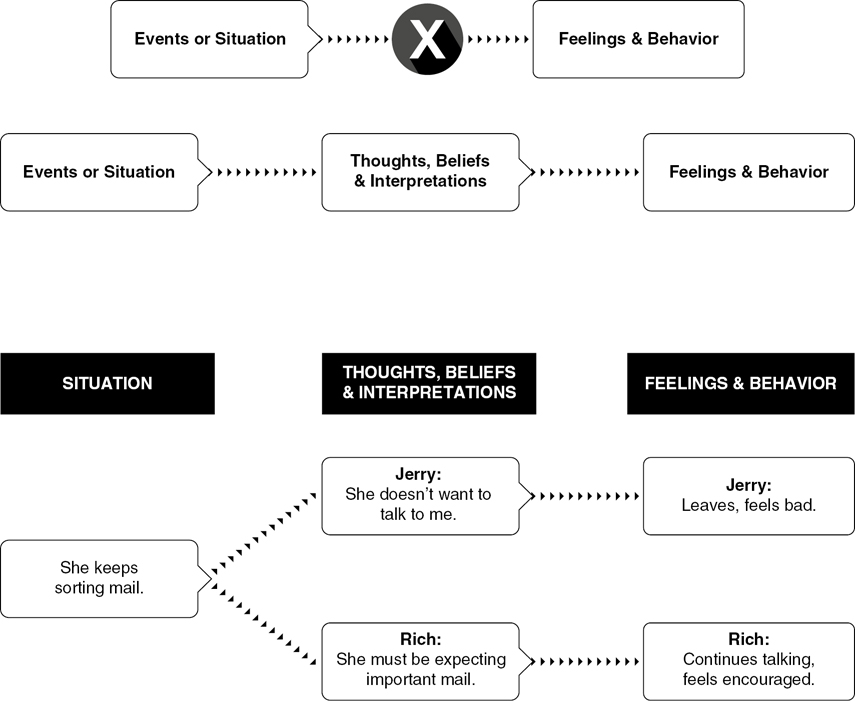 Events or Situation
X
Feelings & Behavior
Events or Situation
Thoughts, Beliefs
& Interpretations
Feelings & Behavior
SITUATION
THOUGHTS, BELIEFS
& INTERPRETATIONS
FEELINGS & BEHAVIOR
She keeps
sorting mail.
Jerry:
She doesn’t want to
talk to me.
Jerry:
Leaves, feels bad.
Rich:
She must be expecting
important mail.
Rich:
Continues talking,
feels encouraged.